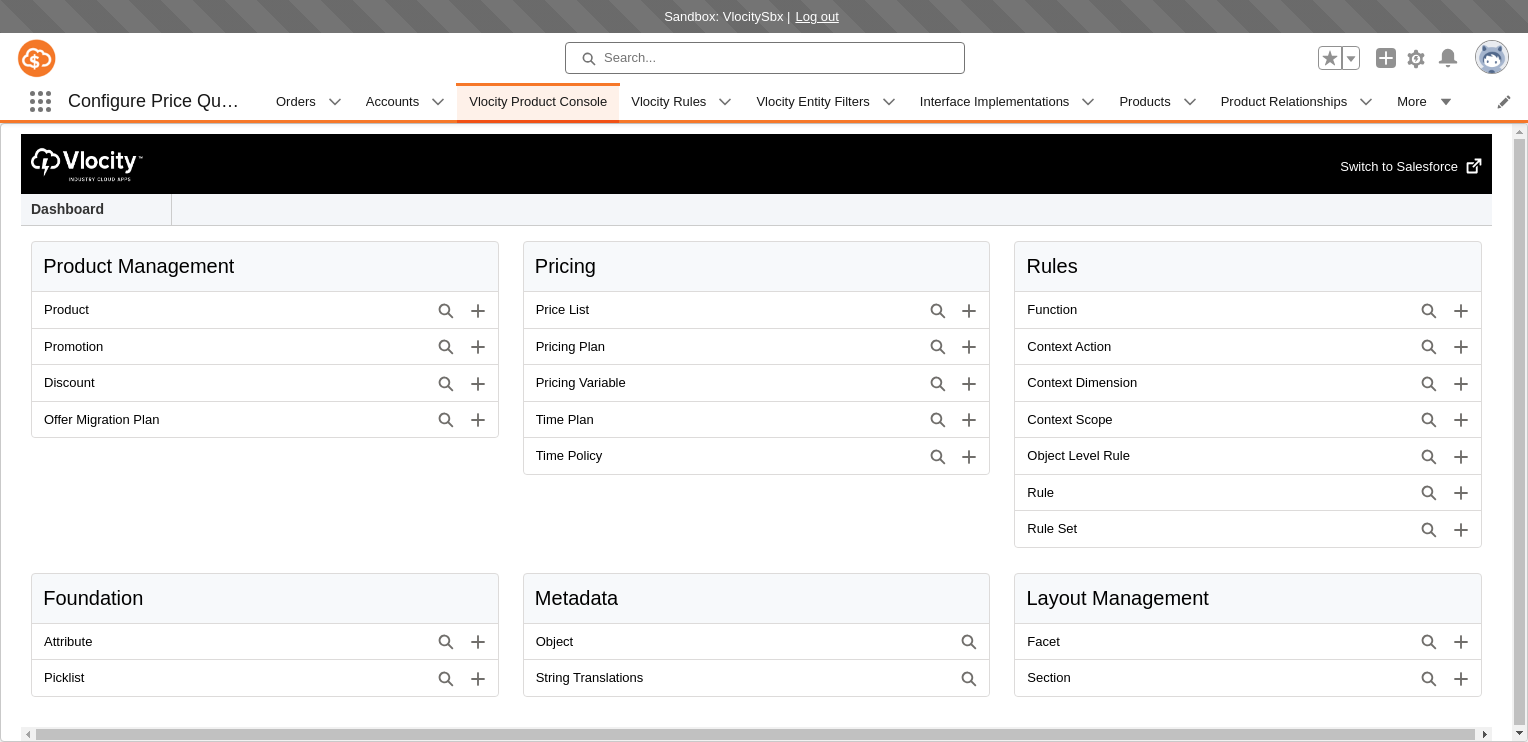 Sandbox: VlocitySbx | Log out
Search...
Configure Price Qu… Orders Accounts Vlocity Product Console Vlocity Rules Vlocity Entity Filters Interface Implementations Products Product Relationships More
Vlocity™
INDUSTRY CLOUD APPS
Switch to Salesforce
Dashboard
Product Management
Product
Promotion
Discount
Offer Migration Plan
Pricing
Price List
Pricing Plan
Pricing Variable
Time Plan
Time Policy
Rules
Function
Context Action
Context Dimension
Context Scope
Object Level Rule
Rule
Rule Set
Foundation
Attribute
Picklist
Metadata
Object
String Translations
Layout Management
Facet
Section